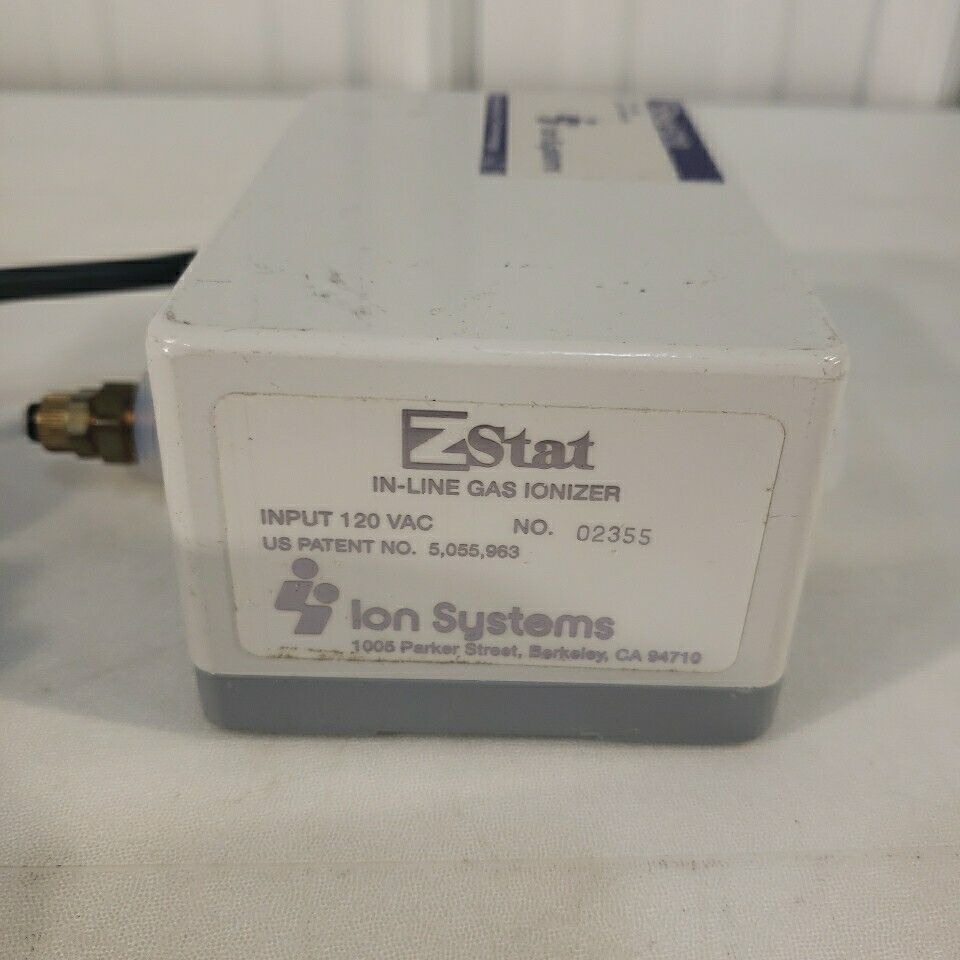 ZStat
IN-LINE GAS IONIZER
INPUT 120 VAC NO. 02355
US PATENT NO. 5,055,963
Ion Systems
1005 Parker Street, Berkeley, CA 94710